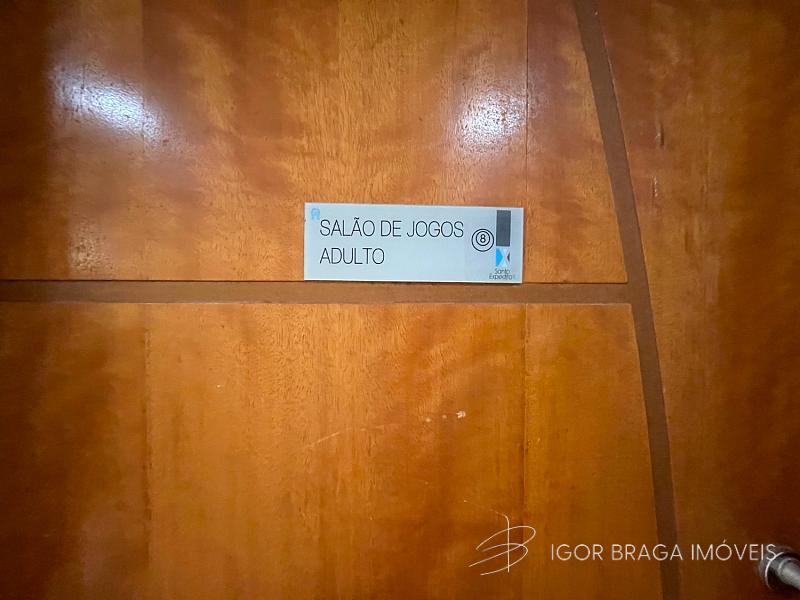 SALÃO DE JOGOS
ADULTO
8
Santo
Expedito
IGOR BRAGA IMÓVEIS